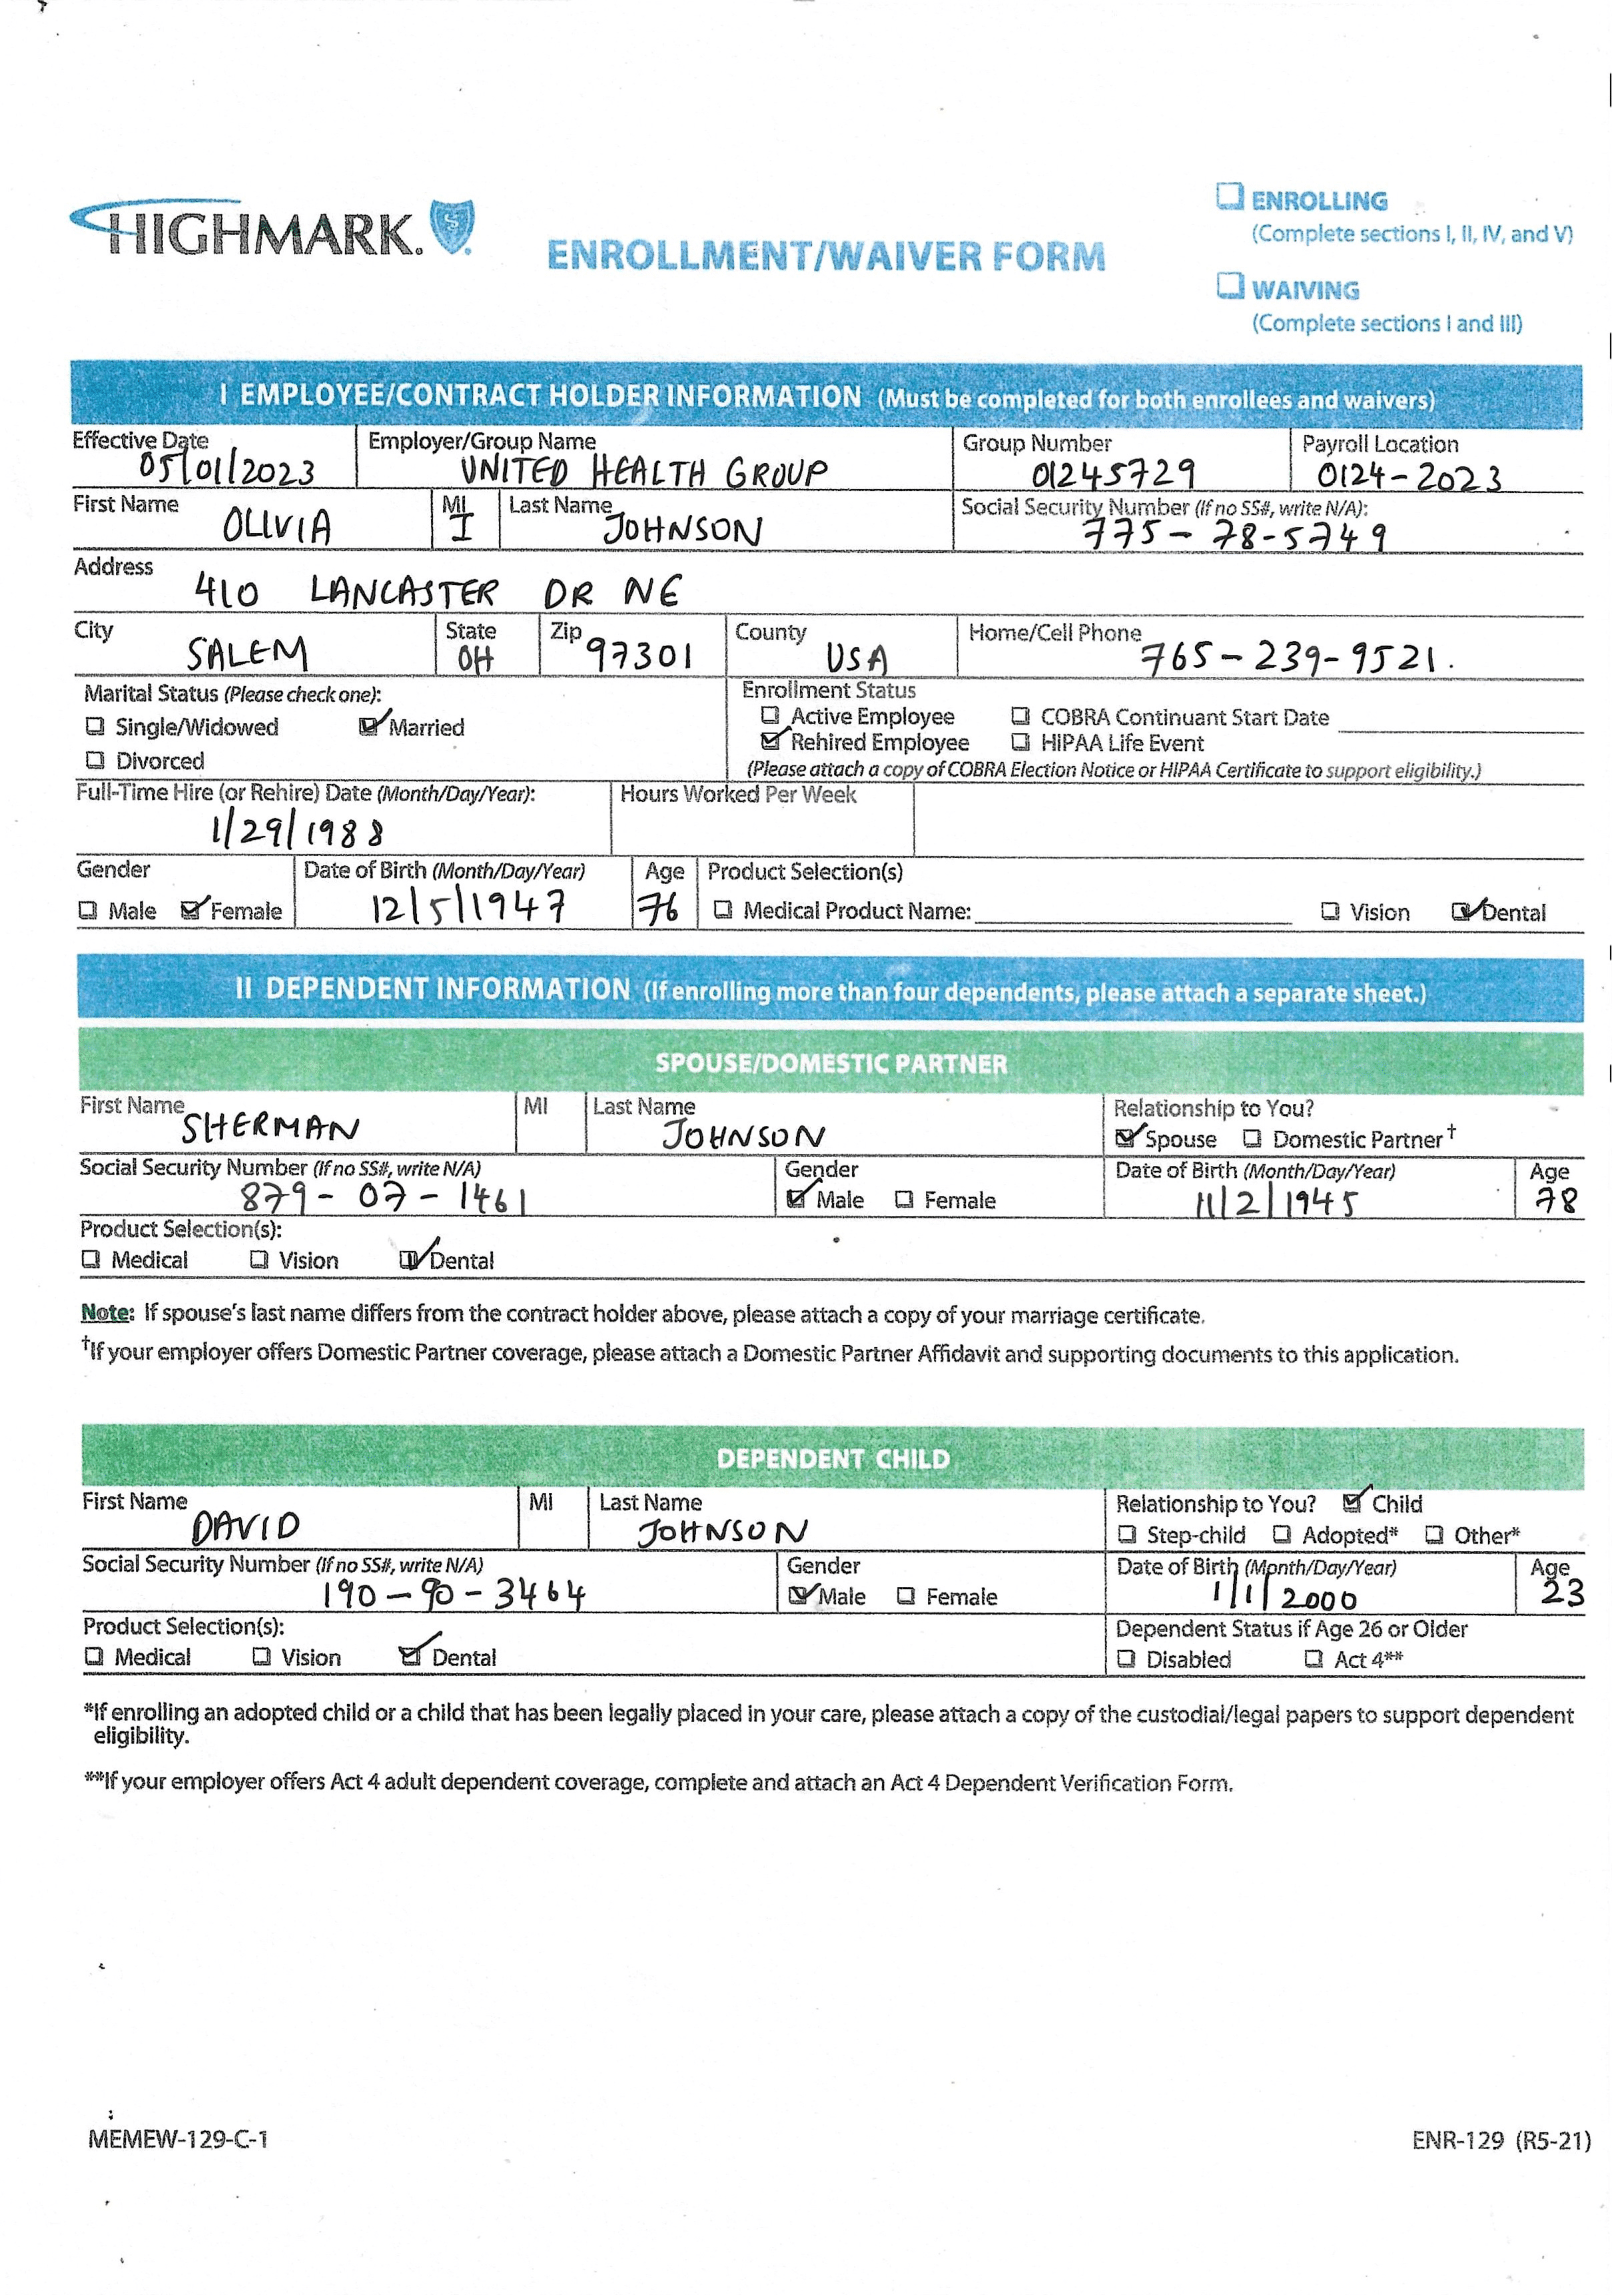 HIGHMARK.
☐ ENROLLING
(Complete sections I, II, IV, and V)
ENROLLMENT/WAIVER FORM
☐ WAIVING
(Complete sections I and III)
I EMPLOYEE/CONTRACT HOLDER INFORMATION (Must be completed for both enrollees and waivers)
Effective Date Employer/Group Name Group Number Payroll Location
05/01/2023 UNITED HEALTH GROUP 01245729 0124-2023
First Name MI Last Name Social Security Number (If no SS#, write N/A):
OLIVIA I JOHNSON 775-78-5749
Address
410 LANCASTER DR NE
City State Zip County Home/Cell Phone
SALEM OH 97301 USA 765-239-9521.
Marital Status (Please check one): Enrollment Status
☐ Single/Widowed ☑ Married ☐ Active Employee ☐ COBRA Continuant Start Date
☐ Divorced ☑ Rehired Employee ☐ HIPAA Life Event
(Please attach a copy of COBRA Election Notice or HIPAA Certificate to support eligibility.)
Full-Time Hire (or Rehire) Date (Month/Day/Year): Hours Worked Per Week
1/29/1988
Gender Date of Birth (Month/Day/Year) Age Product Selection(s)
☐ Male ☑ Female 12/5/1947 76 ☐ Medical Product Name: ☐ Vision ☑ Dental
II DEPENDENT INFORMATION (If enrolling more than four dependents, please attach a separate sheet.)
SPOUSE/DOMESTIC PARTNER
First Name MI Last Name Relationship to You?
SHERMAN JOHNSON ☑ Spouse ☐ Domestic Partner†
Social Security Number (If no SS#, write N/A) Gender Date of Birth (Month/Day/Year) Age
879-07-1461 ☑ Male ☐ Female 11/2/1945 78
Product Selection(s):
☐ Medical ☐ Vision ☑ Dental
Note: If spouse's last name differs from the contract holder above, please attach a copy of your marriage certificate.
†If your employer offers Domestic Partner coverage, please attach a Domestic Partner Affidavit and supporting documents to this application.
DEPENDENT CHILD
First Name MI Last Name Relationship to You? ☑ Child
DAVID JOHNSON ☐ Step-child ☐ Adopted* ☐ Other*
Social Security Number (If no SS#, write N/A) Gender Date of Birth (Month/Day/Year) Age
190-90-3464 ☑ Male ☐ Female 1/1/2000 23
Product Selection(s): Dependent Status if Age 26 or Older
☐ Medical ☐ Vision ☑ Dental ☐ Disabled ☐ Act 4**
*If enrolling an adopted child or a child that has been legally placed in your care, please attach a copy of the custodial/legal papers to support dependent
eligibility.
**If your employer offers Act 4 adult dependent coverage, complete and attach an Act 4 Dependent Verification Form.
MEMEW-129-C-1 ENR-129 (R5-21)